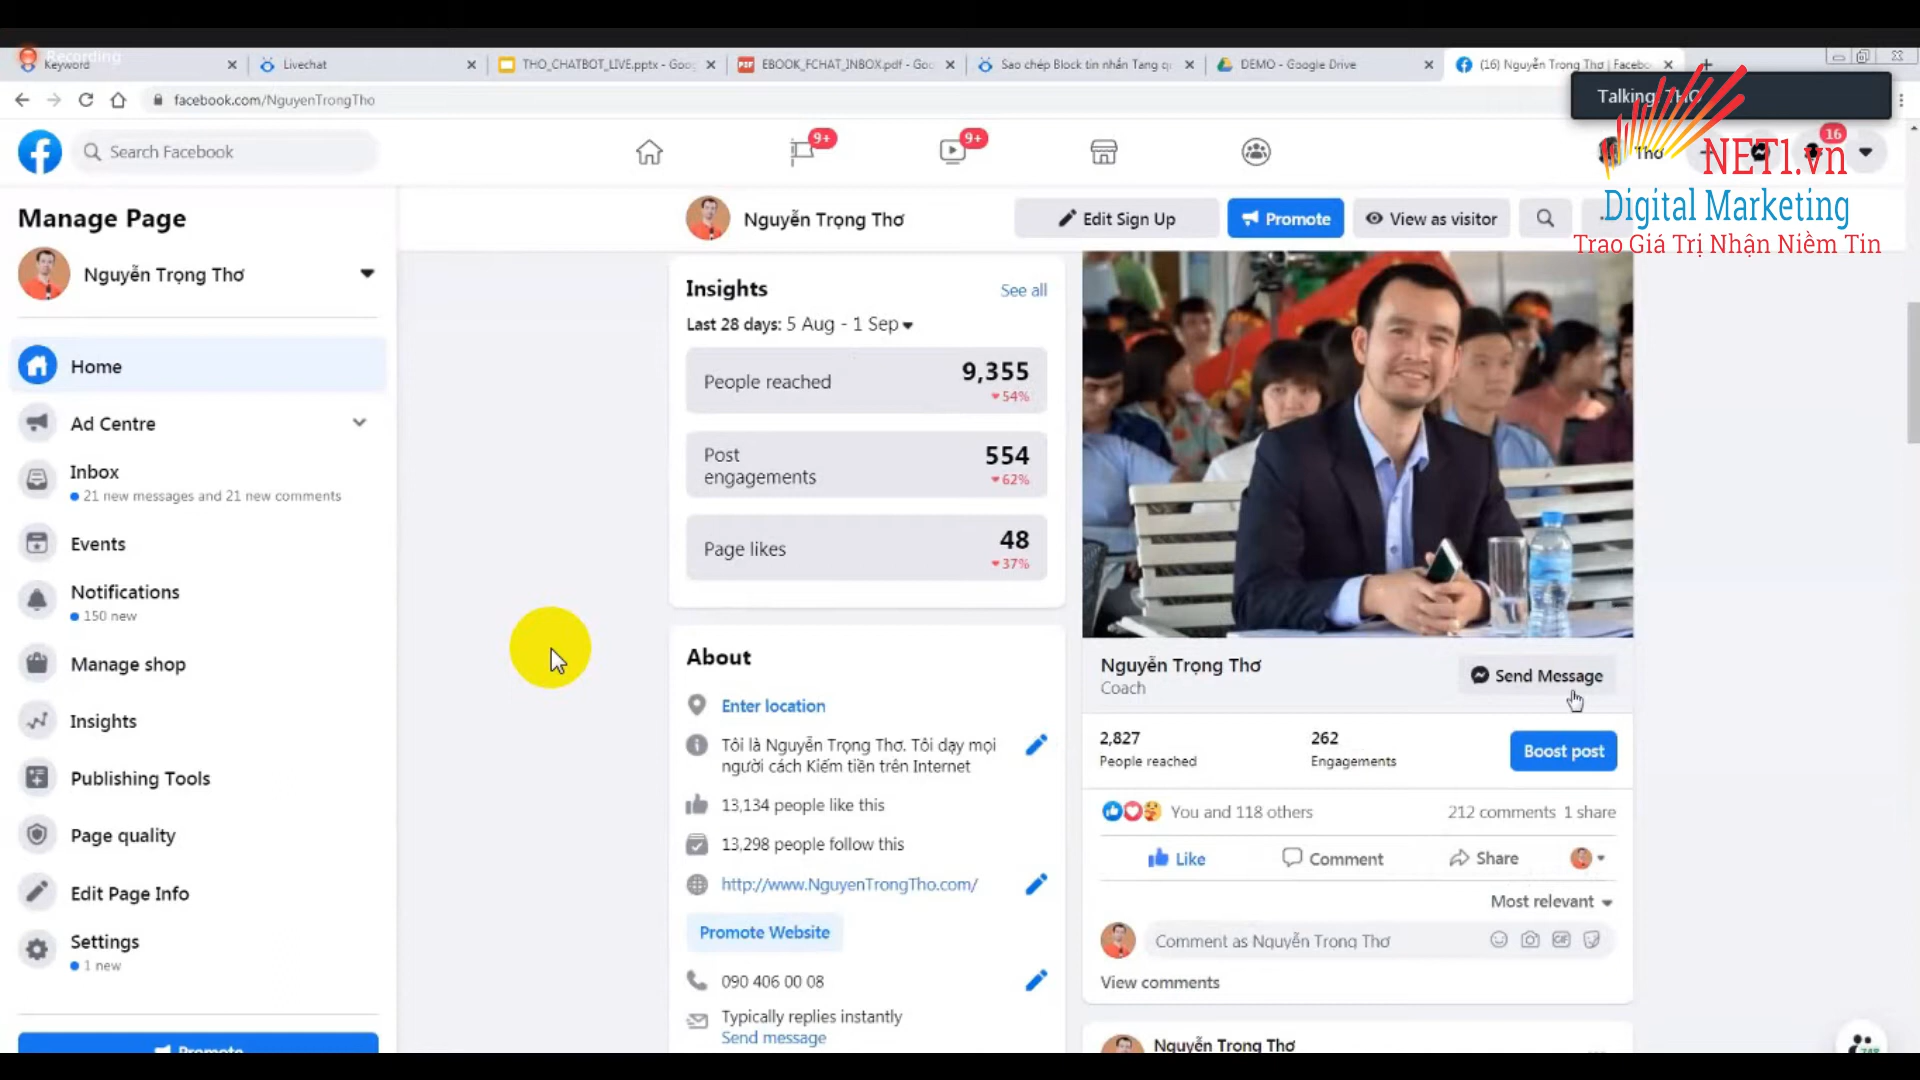 Recording
Keyword
Livechat
THO_CHATBOT_LIVE.pptx - Goo
EBOOK_FCHAT_INBOX.pdf - Goo
Sao chép Block tin nhắn Tang q
DEMO - Google Drive
(16) Nguyễn Trọng Thơ | Facebo
facebook.com/NguyenTrongTho
Talking: THO
Search Facebook
9+
9+
Thơ
16
NET1.vn
Digital Marketing
Trao Giá Trị Nhận Niềm Tin
Manage Page
Nguyễn Trọng Thơ
Edit Sign Up
Promote
View as visitor
Nguyễn Trọng Thơ
Home
Ad Centre
Inbox
21 new messages and 21 new comments
Events
Notifications
150 new
Manage shop
Insights
Publishing Tools
Page quality
Edit Page Info
Settings
1 new
Promote
Insights
See all
Last 28 days: 5 Aug - 1 Sep
People reached
9,355
54%
Post engagements
554
62%
Page likes
48
37%
About
Enter location
Tôi là Nguyễn Trọng Thơ. Tôi dạy mọi
người cách Kiếm tiền trên Internet
13,134 people like this
13,298 people follow this
http://www.NguyenTrongTho.com/
Promote Website
090 406 00 08
Typically replies instantly
Send message
Nguyễn Trọng Thơ
Coach
Send Message
2,827
People reached
262
Engagements
Boost post
You and 118 others
212 comments 1 share
Like
Comment
Share
Most relevant
Comment as Nguyễn Trọng Thơ
GIF
View comments
Nguyễn Trọng Thơ